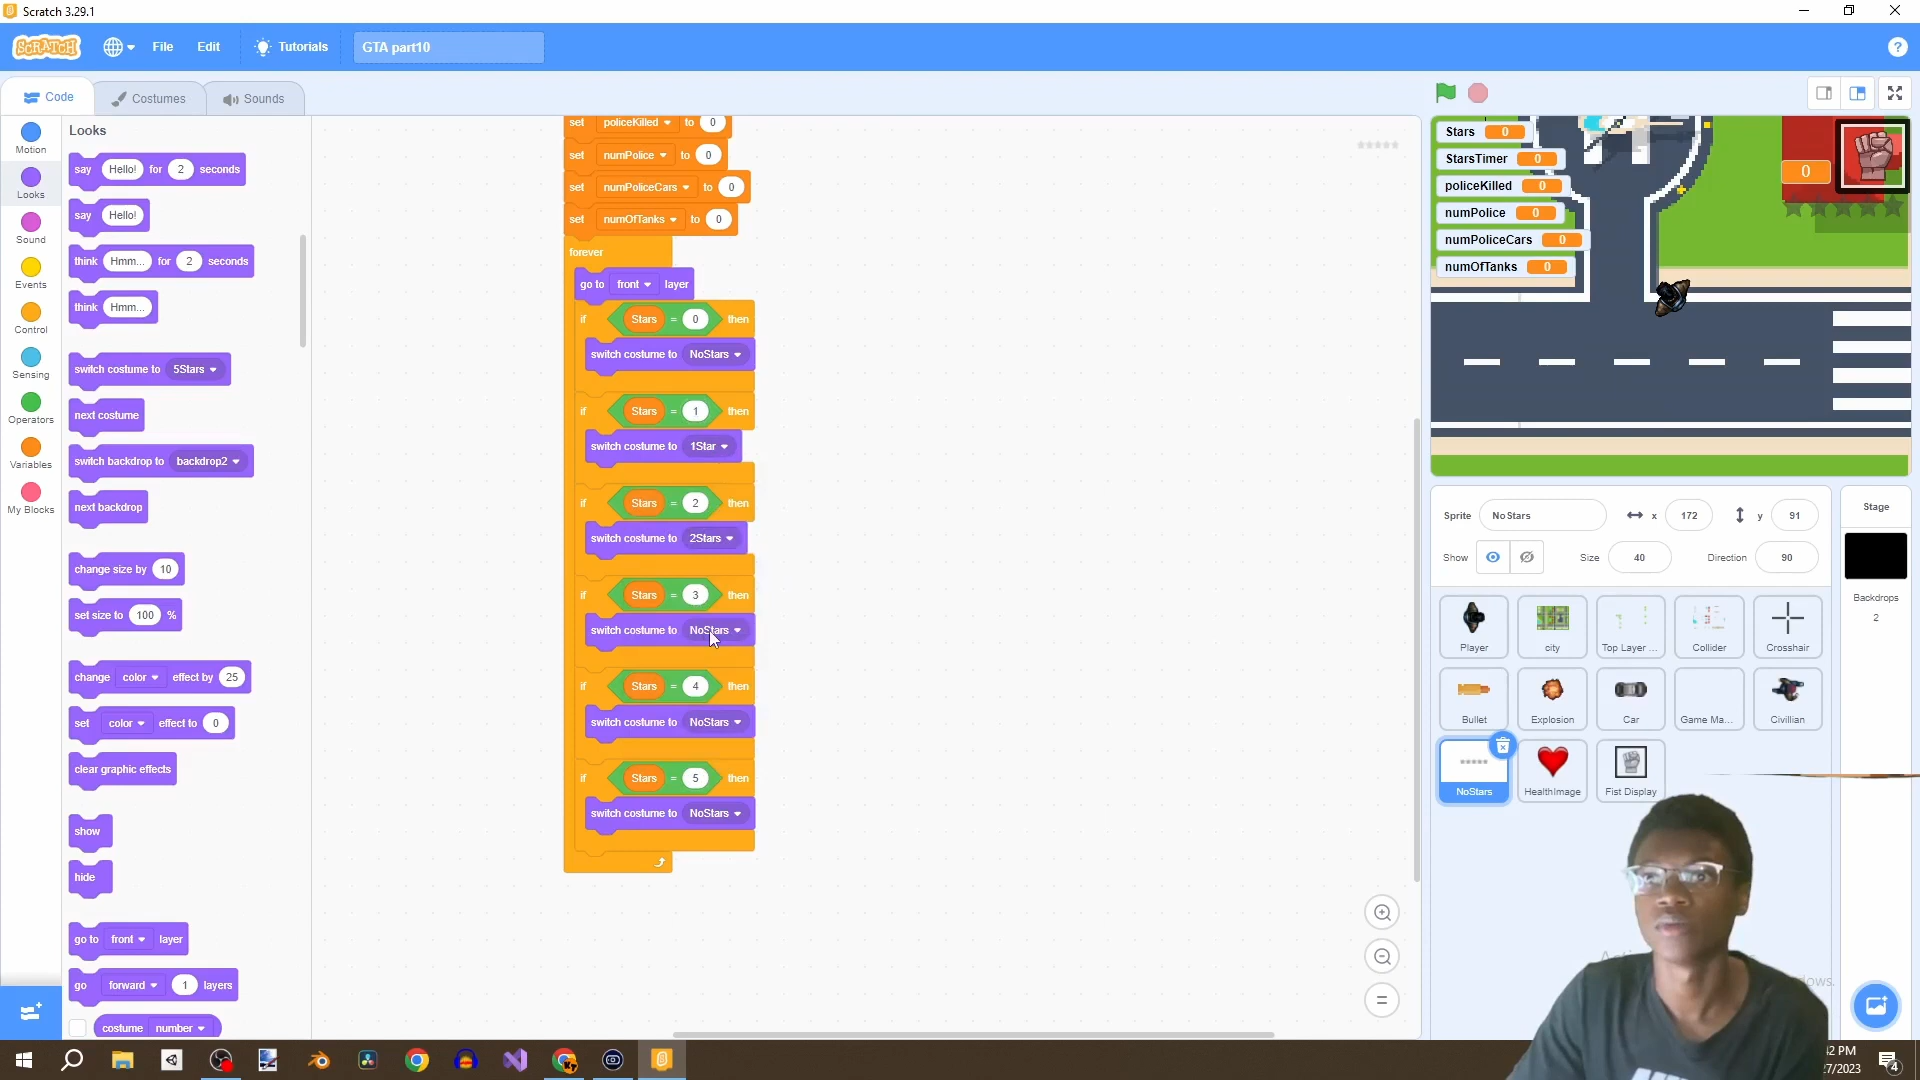 Scratch 3.29.1
SCRATCH File Edit Tutorials GTA part10
Code Costumes Sounds
Motion
Looks
Sound
Events
Control
Sensing
Operators
Variables
My Blocks
Looks
say Hello! for 2 seconds
say Hello!
think Hmm... for 2 seconds
think Hmm...
switch costume to 5Stars
next costume
switch backdrop to backdrop2
next backdrop
change size by 10
set size to 100 %
change color effect by 25
set color effect to 0
clear graphic effects
show
hide
go to front layer
go forward 1 layers
costume number
set policeKilled to 0
set numPolice to 0
set numPoliceCars to 0
set numOfTanks to 0
forever
go to front layer
if Stars = 0 then
switch costume to NoStars
if Stars = 1 then
switch costume to 1Star
if Stars = 2 then
switch costume to 2Stars
if Stars = 3 then
switch costume to NoStars
if Stars = 4 then
switch costume to NoStars
if Stars = 5 then
switch costume to NoStars
Stars 0
StarsTimer 0
policeKilled 0
numPolice 0
numPoliceCars 0
numOfTanks 0
0
Sprite NoStars x 172 y 91
Show Size 40 Direction 90
Player city Top Layer ... Collider Crosshair
Bullet Explosion Car Game Ma... Civillian
NoStars HealthImage Fist Display
Stage
Backdrops
2
4